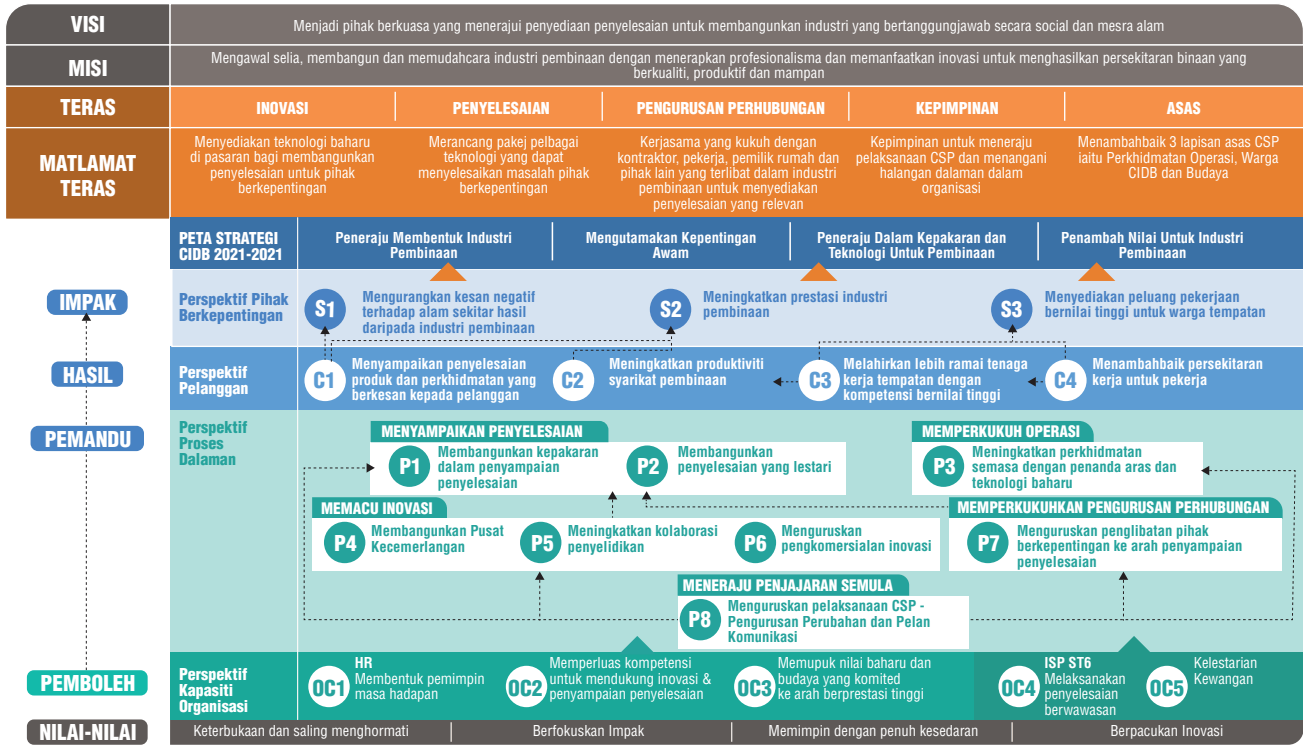 VISI
Menjadi pihak berkuasa yang menerajui penyediaan penyelesaian untuk membangunkan industri yang bertanggungjawab secara social dan mesra alam
MISI
Mengawal selia, membangun dan memudahcara industri pembinaan dengan menerapkan profesionalisma dan memanfaatkan inovasi untuk menghasilkan persekitaran binaan yang
berkualiti, produktif dan mampan
TERAS
INOVASI
PENYELESAIAN
PENGURUSAN PERHUBUNGAN
KEPIMPINAN
ASAS
MATLAMAT
TERAS
Menyediakan teknologi baharu
di pasaran bagi membangunkan
penyelesaian untuk pihak
berkepentingan
Merancang pakej pelbagai
teknologi yang dapat
menyelesaikan masalah pihak
berkepentingan
Kerjasama yang kukuh dengan
kontraktor, pekerja, pemilik rumah dan
pihak lain yang terlibat dalam industri
pembinaan untuk menyediakan
penyelesaian yang relevan
Kepimpinan untuk meneraju
pelaksanaan CSP dan menangani
halangan dalaman dalam
organisasi
Menambahbaik 3 lapisan asas CSP
iaitu Perkhidmatan Operasi, Warga
CIDB dan Budaya
PETA STRATEGI
CIDB 2021-2021
Peneraju Membentuk Industri
Pembinaan
Mengutamakan Kepentingan
Awam
Peneraju Dalam Kepakaran dan
Teknologi Untuk Pembinaan
Penambah Nilai Untuk Industri
Pembinaan
IMPAK
Perspektif Pihak
Berkepentingan
S1
Mengurangkan kesan negatif
terhadap alam sekitar hasil
daripada industri pembinaan
S2
Meningkatkan prestasi industri
pembinaan
S3
Menyediakan peluang pekerjaan
bernilai tinggi untuk warga tempatan
HASIL
Perspektif
Pelanggan
C1
Menyampaikan penyelesaian
produk dan perkhidmatan yang
berkesan kepada pelanggan
C2
Meningkatkan produktiviti
syarikat pembinaan
C3
Melahirkan lebih ramai tenaga
kerja tempatan dengan
kompetensi bernilai tinggi
C4
Menambahbaik persekitaran
kerja untuk pekerja
PEMANDU
Perspektif
Proses
Dalaman
MENYAMPAIKAN PENYELESAIAN
P1
Membangunkan kepakaran
dalam penyampaian
penyelesaian
P2
Membangunkan
penyelesaian yang lestari
MEMPERKUKUH OPERASI
P3
Meningkatkan perkhidmatan
semasa dengan penanda aras dan
teknologi baharu
MEMACU INOVASI
P4
Membangunkan Pusat
Kecemerlangan
P5
Meningkatkan kolaborasi
penyelidikan
P6
Menguruskan
pengkomersialan inovasi
MEMPERKUKUHKAN PENGURUSAN PERHUBUNGAN
P7
Menguruskan penglibatan pihak
berkepentingan ke arah penyampaian
penyelesaian
MENERAJU PENJAJARAN SEMULA
P8
Menguruskan pelaksanaan CSP -
Pengurusan Perubahan dan Pelan
Komunikasi
PEMBOLEH
Perspektif
Kapasiti
Organisasi
OC1
HR
Membentuk pemimpin
masa hadapan
OC2
Memperluas kompetensi
untuk mendukung inovasi &
penyampaian penyelesaian
OC3
Memupuk nilai baharu dan
budaya yang komited
ke arah berprestasi tinggi
OC4
ISP ST6
Melaksanakan
penyelesaian
berwawasan
OC5
Kelestarian
Kewangan
NILAI-NILAI
Keterbukaan dan saling menghormati
Berfokuskan Impak
Memimpin dengan penuh kesedaran
Berpacukan Inovasi